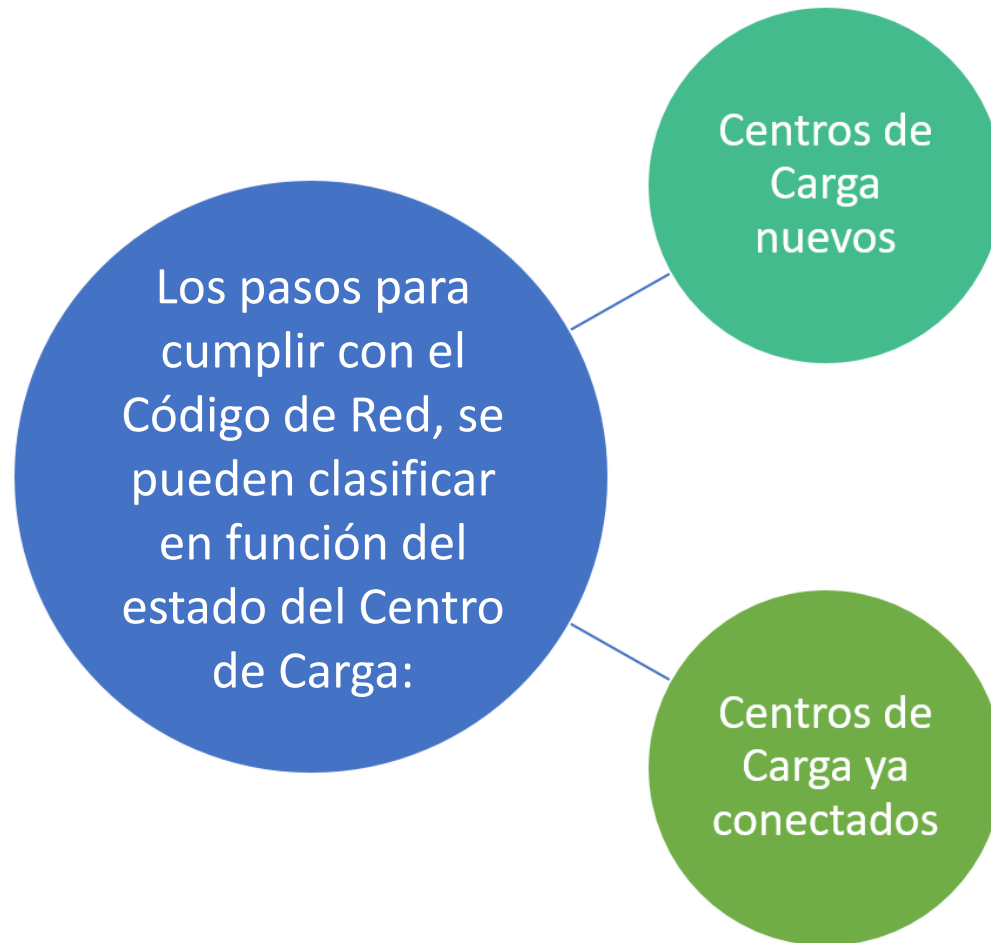 Los pasos para
cumplir con el
Código de Red, se
pueden clasificar
en función del
estado del Centro
de Carga:
Centros de
Carga
nuevos
Centros de
Carga ya
conectados